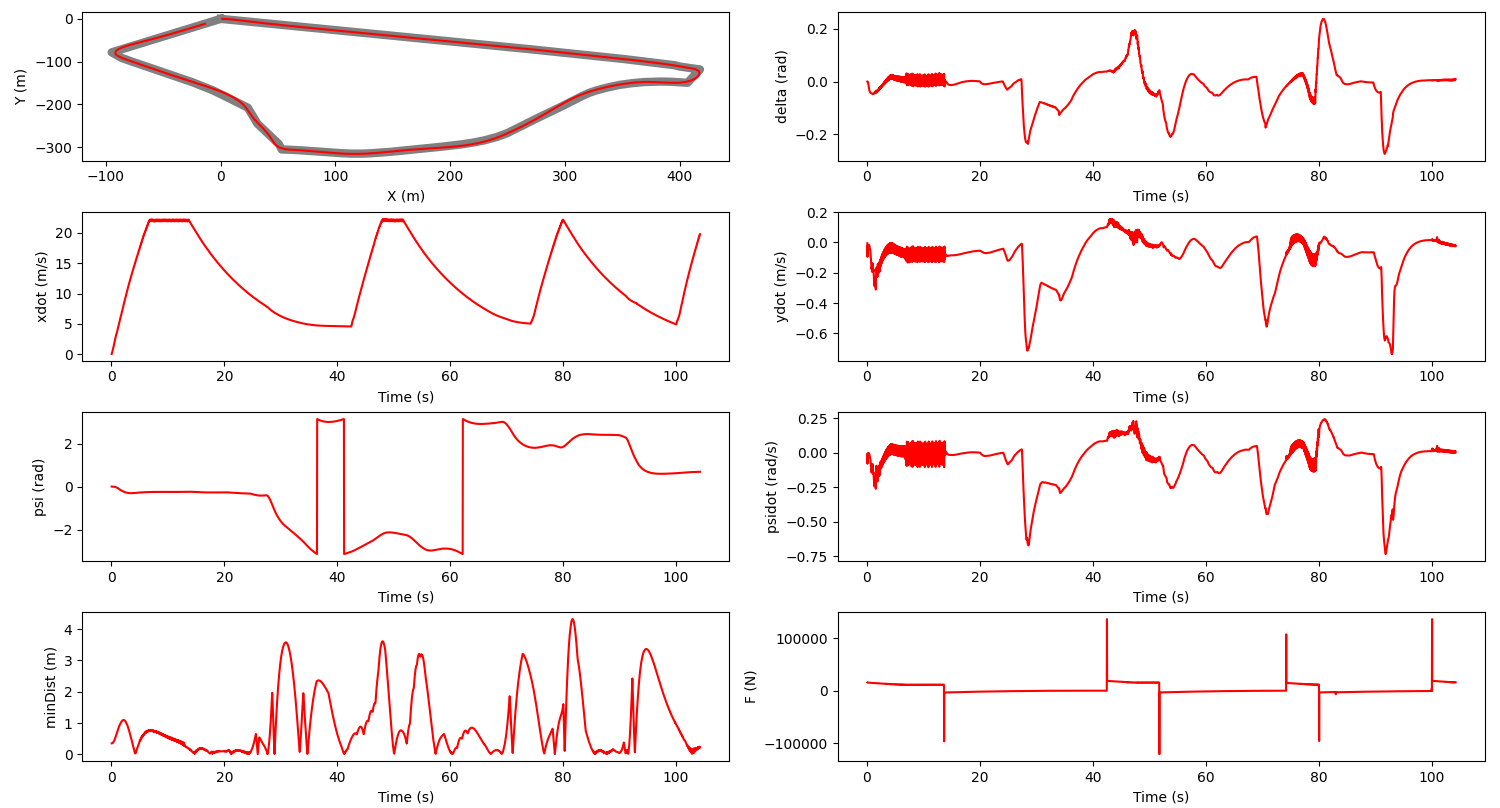 0
−100
−200
−300
Y (m)
−100 0 100 200 300 400
X (m)
0.2
0.0
−0.2
delta (rad)
0 20 40 60 80 100
Time (s)
20
15
10
5
0
xdot (m/s)
0 20 40 60 80 100
Time (s)
0.2
0.0
−0.2
−0.4
−0.6
ydot (m/s)
0 20 40 60 80 100
Time (s)
2
0
−2
psi (rad)
0 20 40 60 80 100
Time (s)
0.25
0.00
−0.25
−0.50
−0.75
psidot (rad/s)
0 20 40 60 80 100
Time (s)
4
3
2
1
0
minDist (m)
0 20 40 60 80 100
Time (s)
100000
0
−100000
F (N)
0 20 40 60 80 100
Time (s)